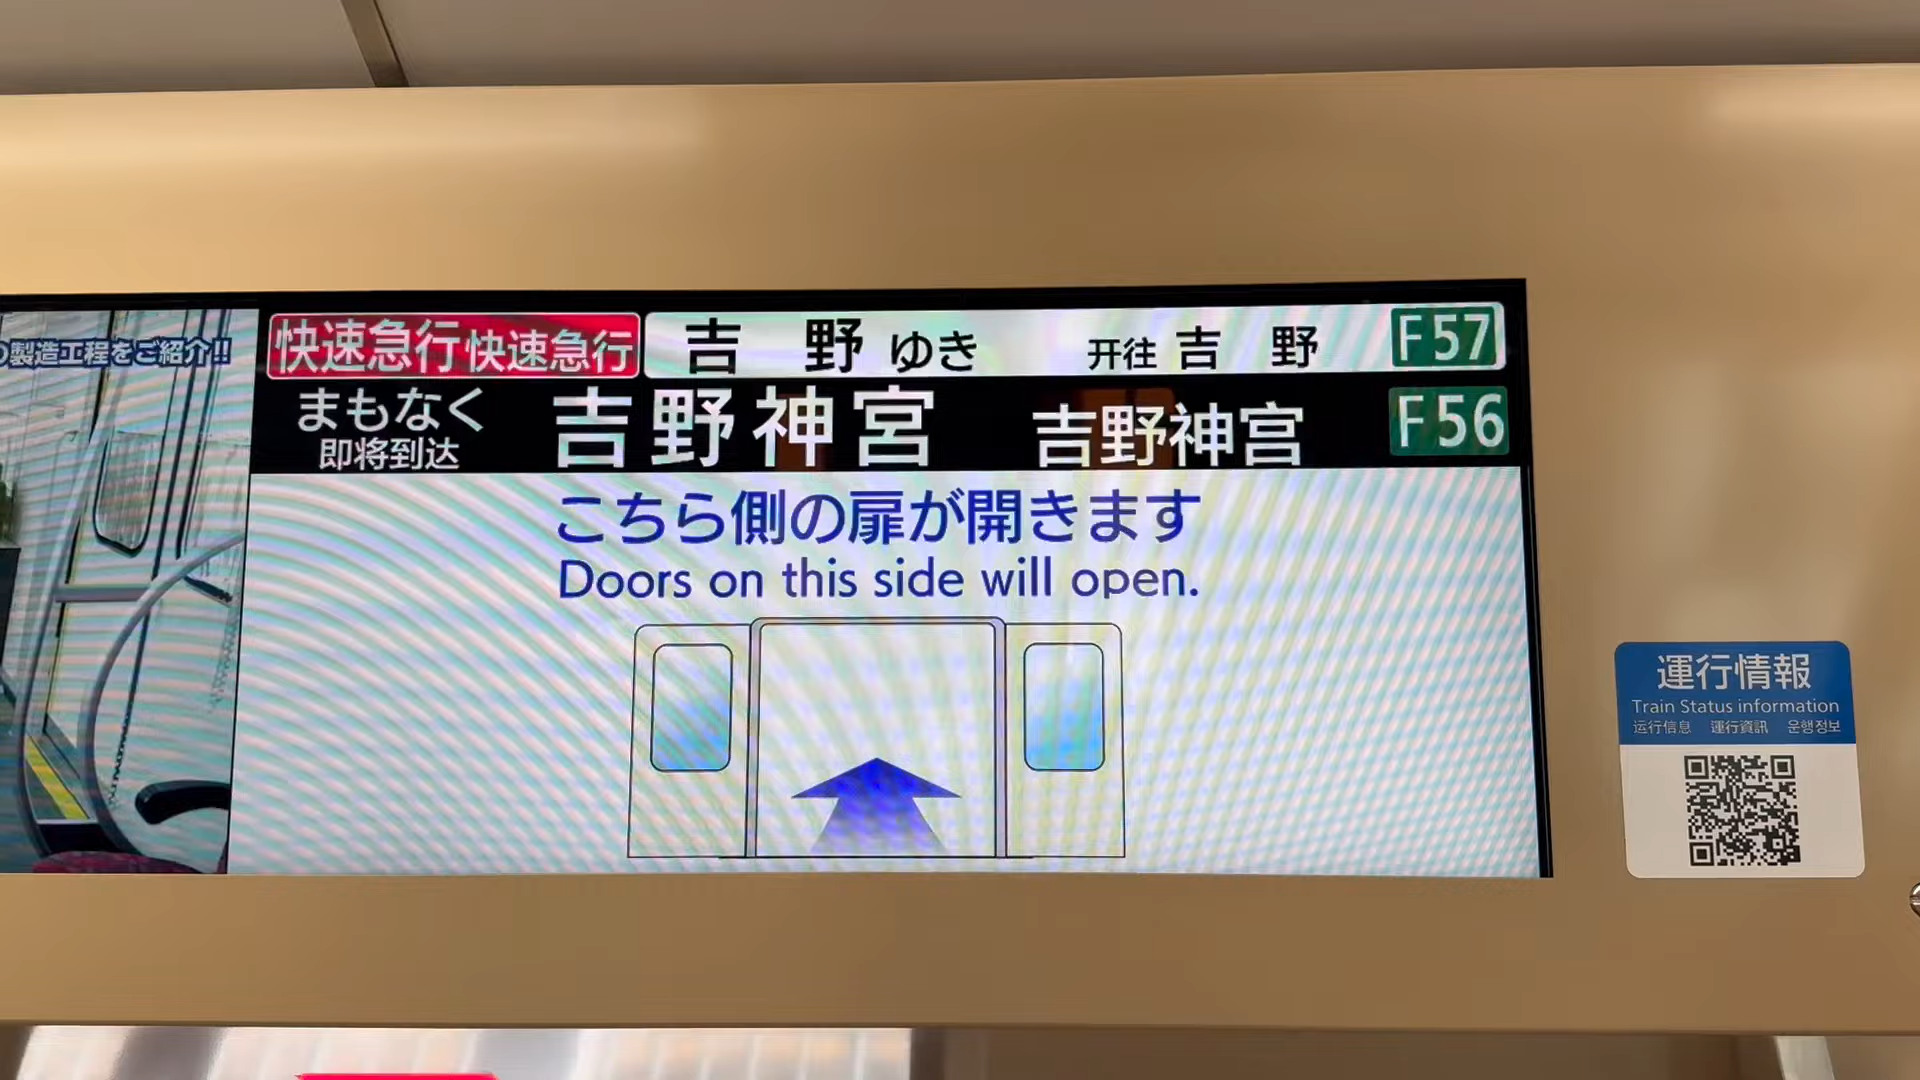 の製造工程をご紹介!!
快速急行 快速急行 吉 野 ゆき 开往 吉 野 F57
まもなく 吉野神宮 吉野神宫 F56
即将到达
こちら側の扉が開きます
Doors on this side will open.
運行情報
Train Status information
运行信息 運行資訊 운행정보